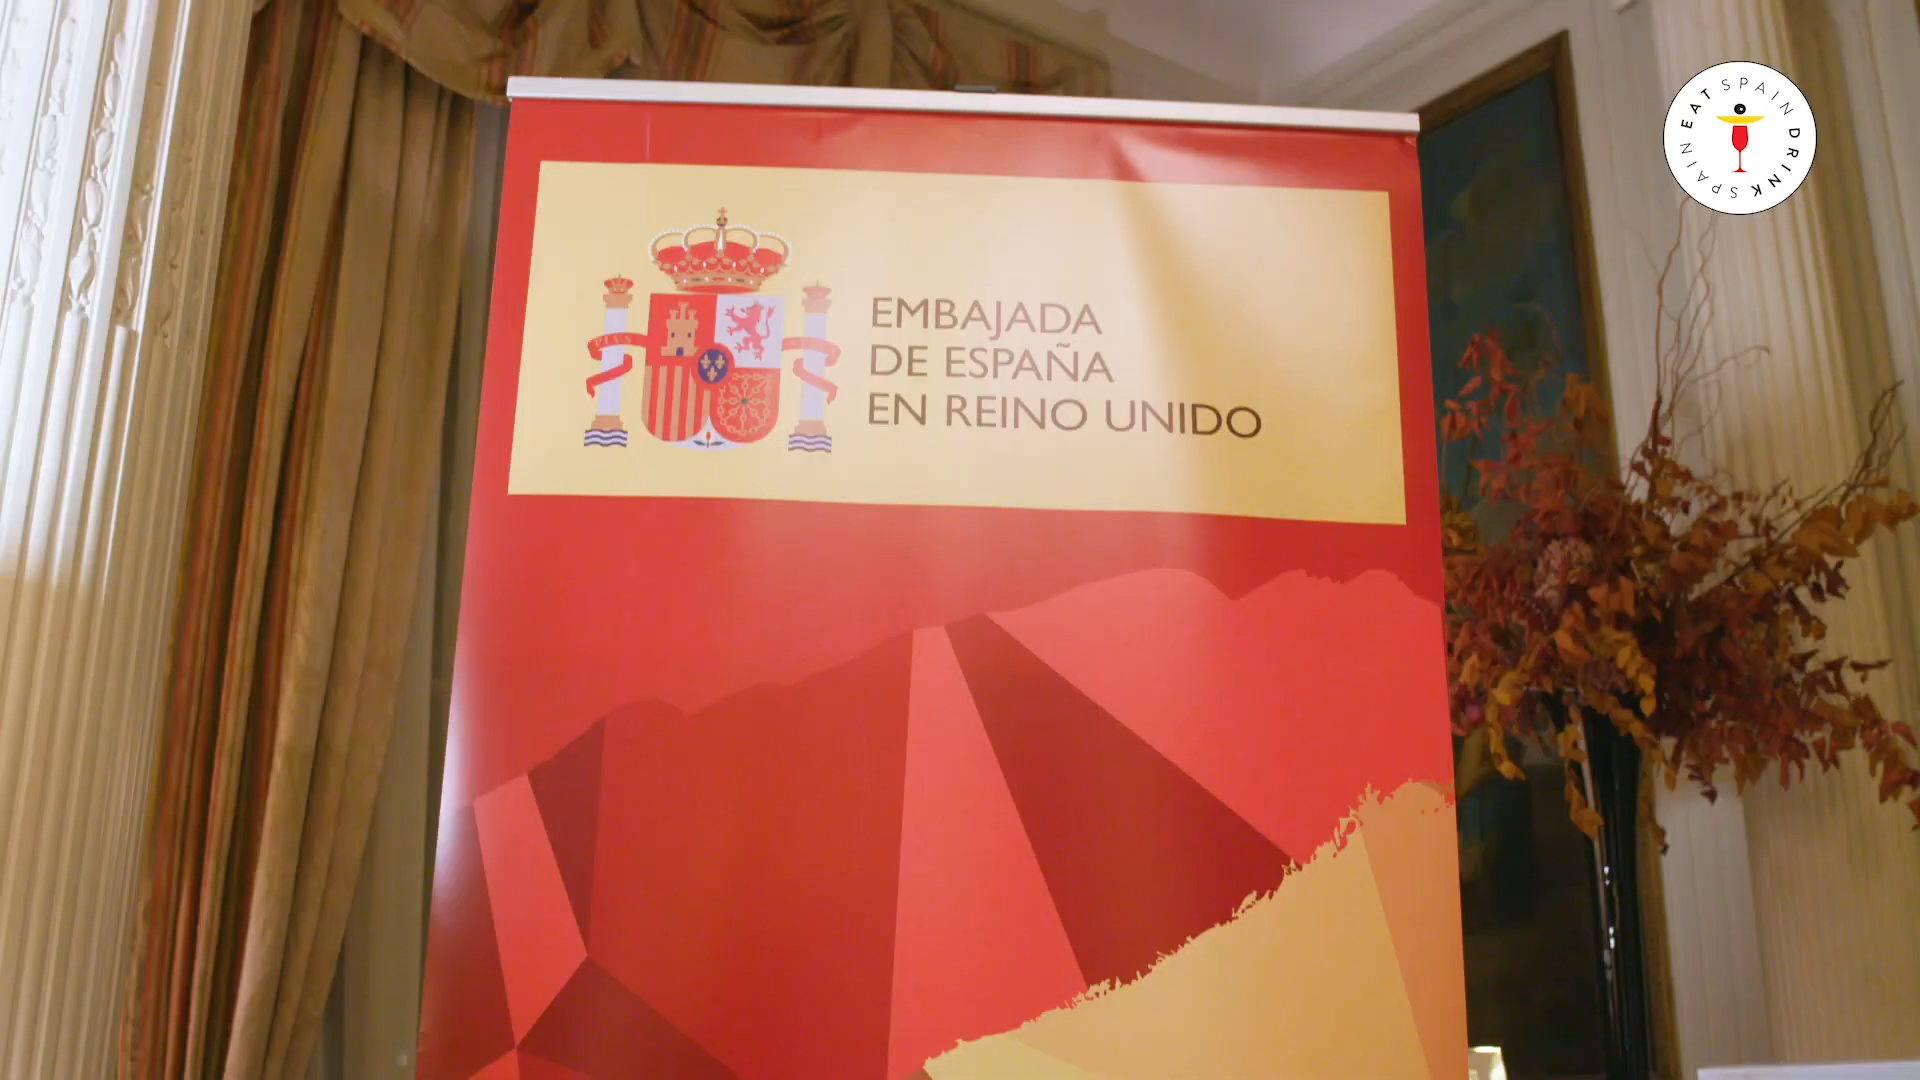 EMBAJADA
DE ESPAÑA
EN REINO UNIDO
EAT SPAIN DRINK SPAIN